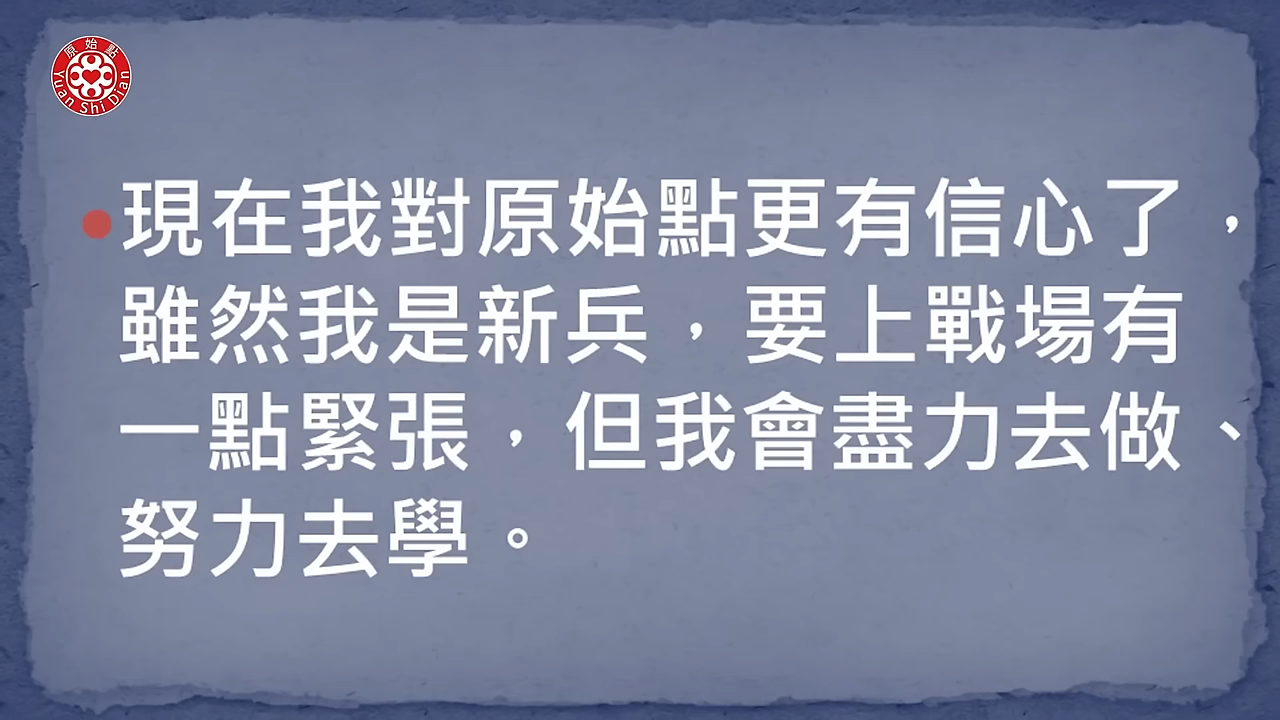 原始點
Yuan Shi Dian
現在我對原始點更有信心了，
雖然我是新兵，要上戰場有
一點緊張，但我會盡力去做、
努力去學。